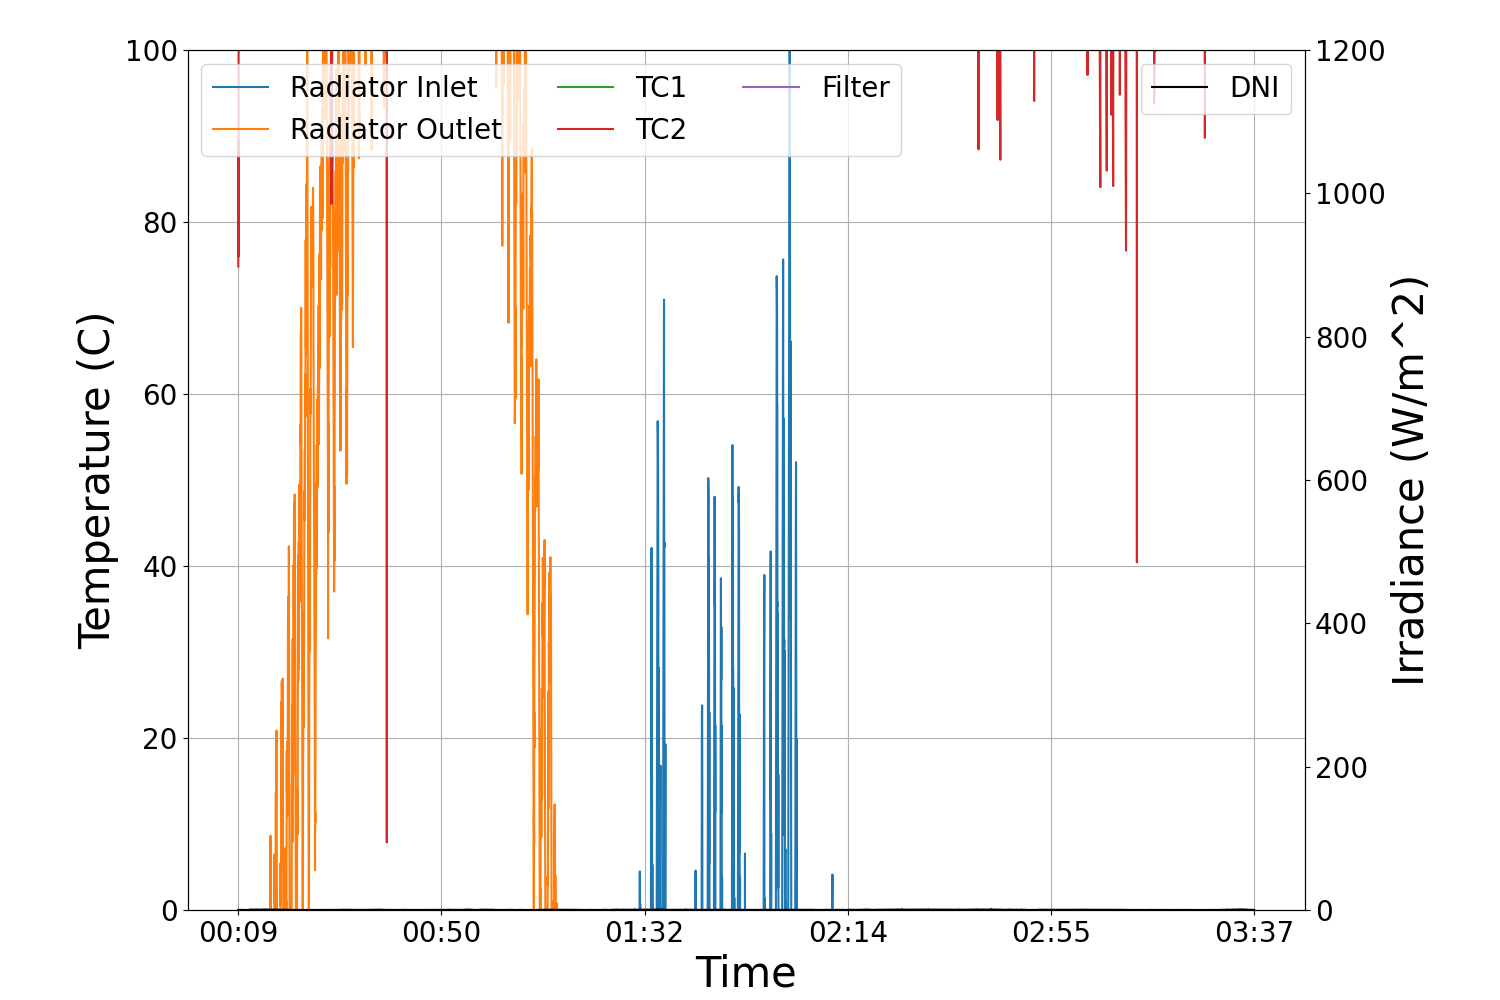 100
80
60
40
20
0
Temperature (C)
Radiator Inlet
Radiator Outlet
TC1
TC2
Filter
DNI
1200
1000
800
600
400
200
0
Irradiance (W/m^2)
00:09
00:50
01:32
02:14
02:55
03:37
Time